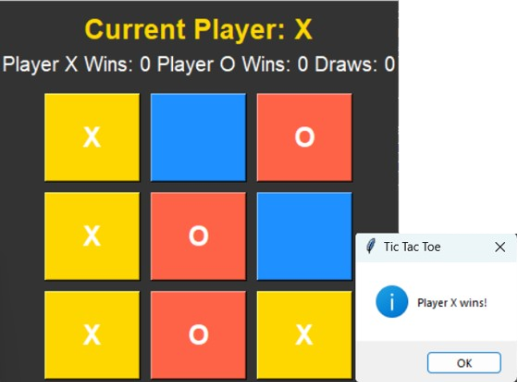 Current Player: X
Player X Wins: 0 Player O Wins: 0 Draws: 0
X O
X O
X O X
Tic Tac Toe
Player X wins!
OK